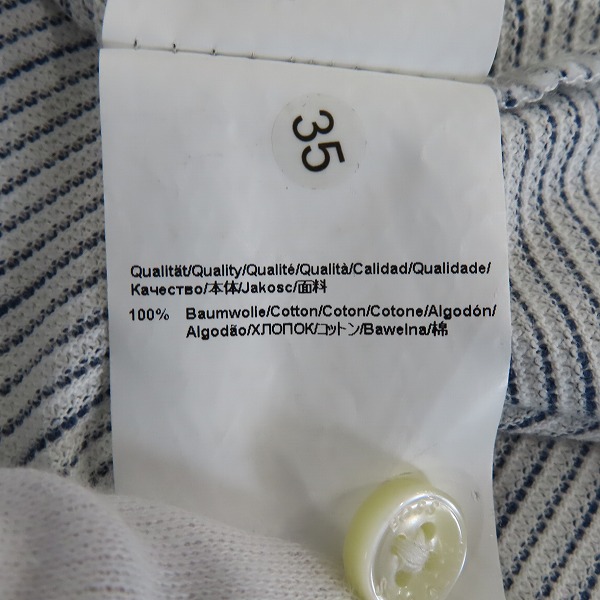 35
Qualität/Quality/Qualité/Qualità/Calidad/Qualidade/
Качество/本体/Jakosc/面料
100% Baumwolle/Cotton/Coton/Cotone/Algodón/
Algodão/ХЛОПОК/コットン/Bawelna/棉